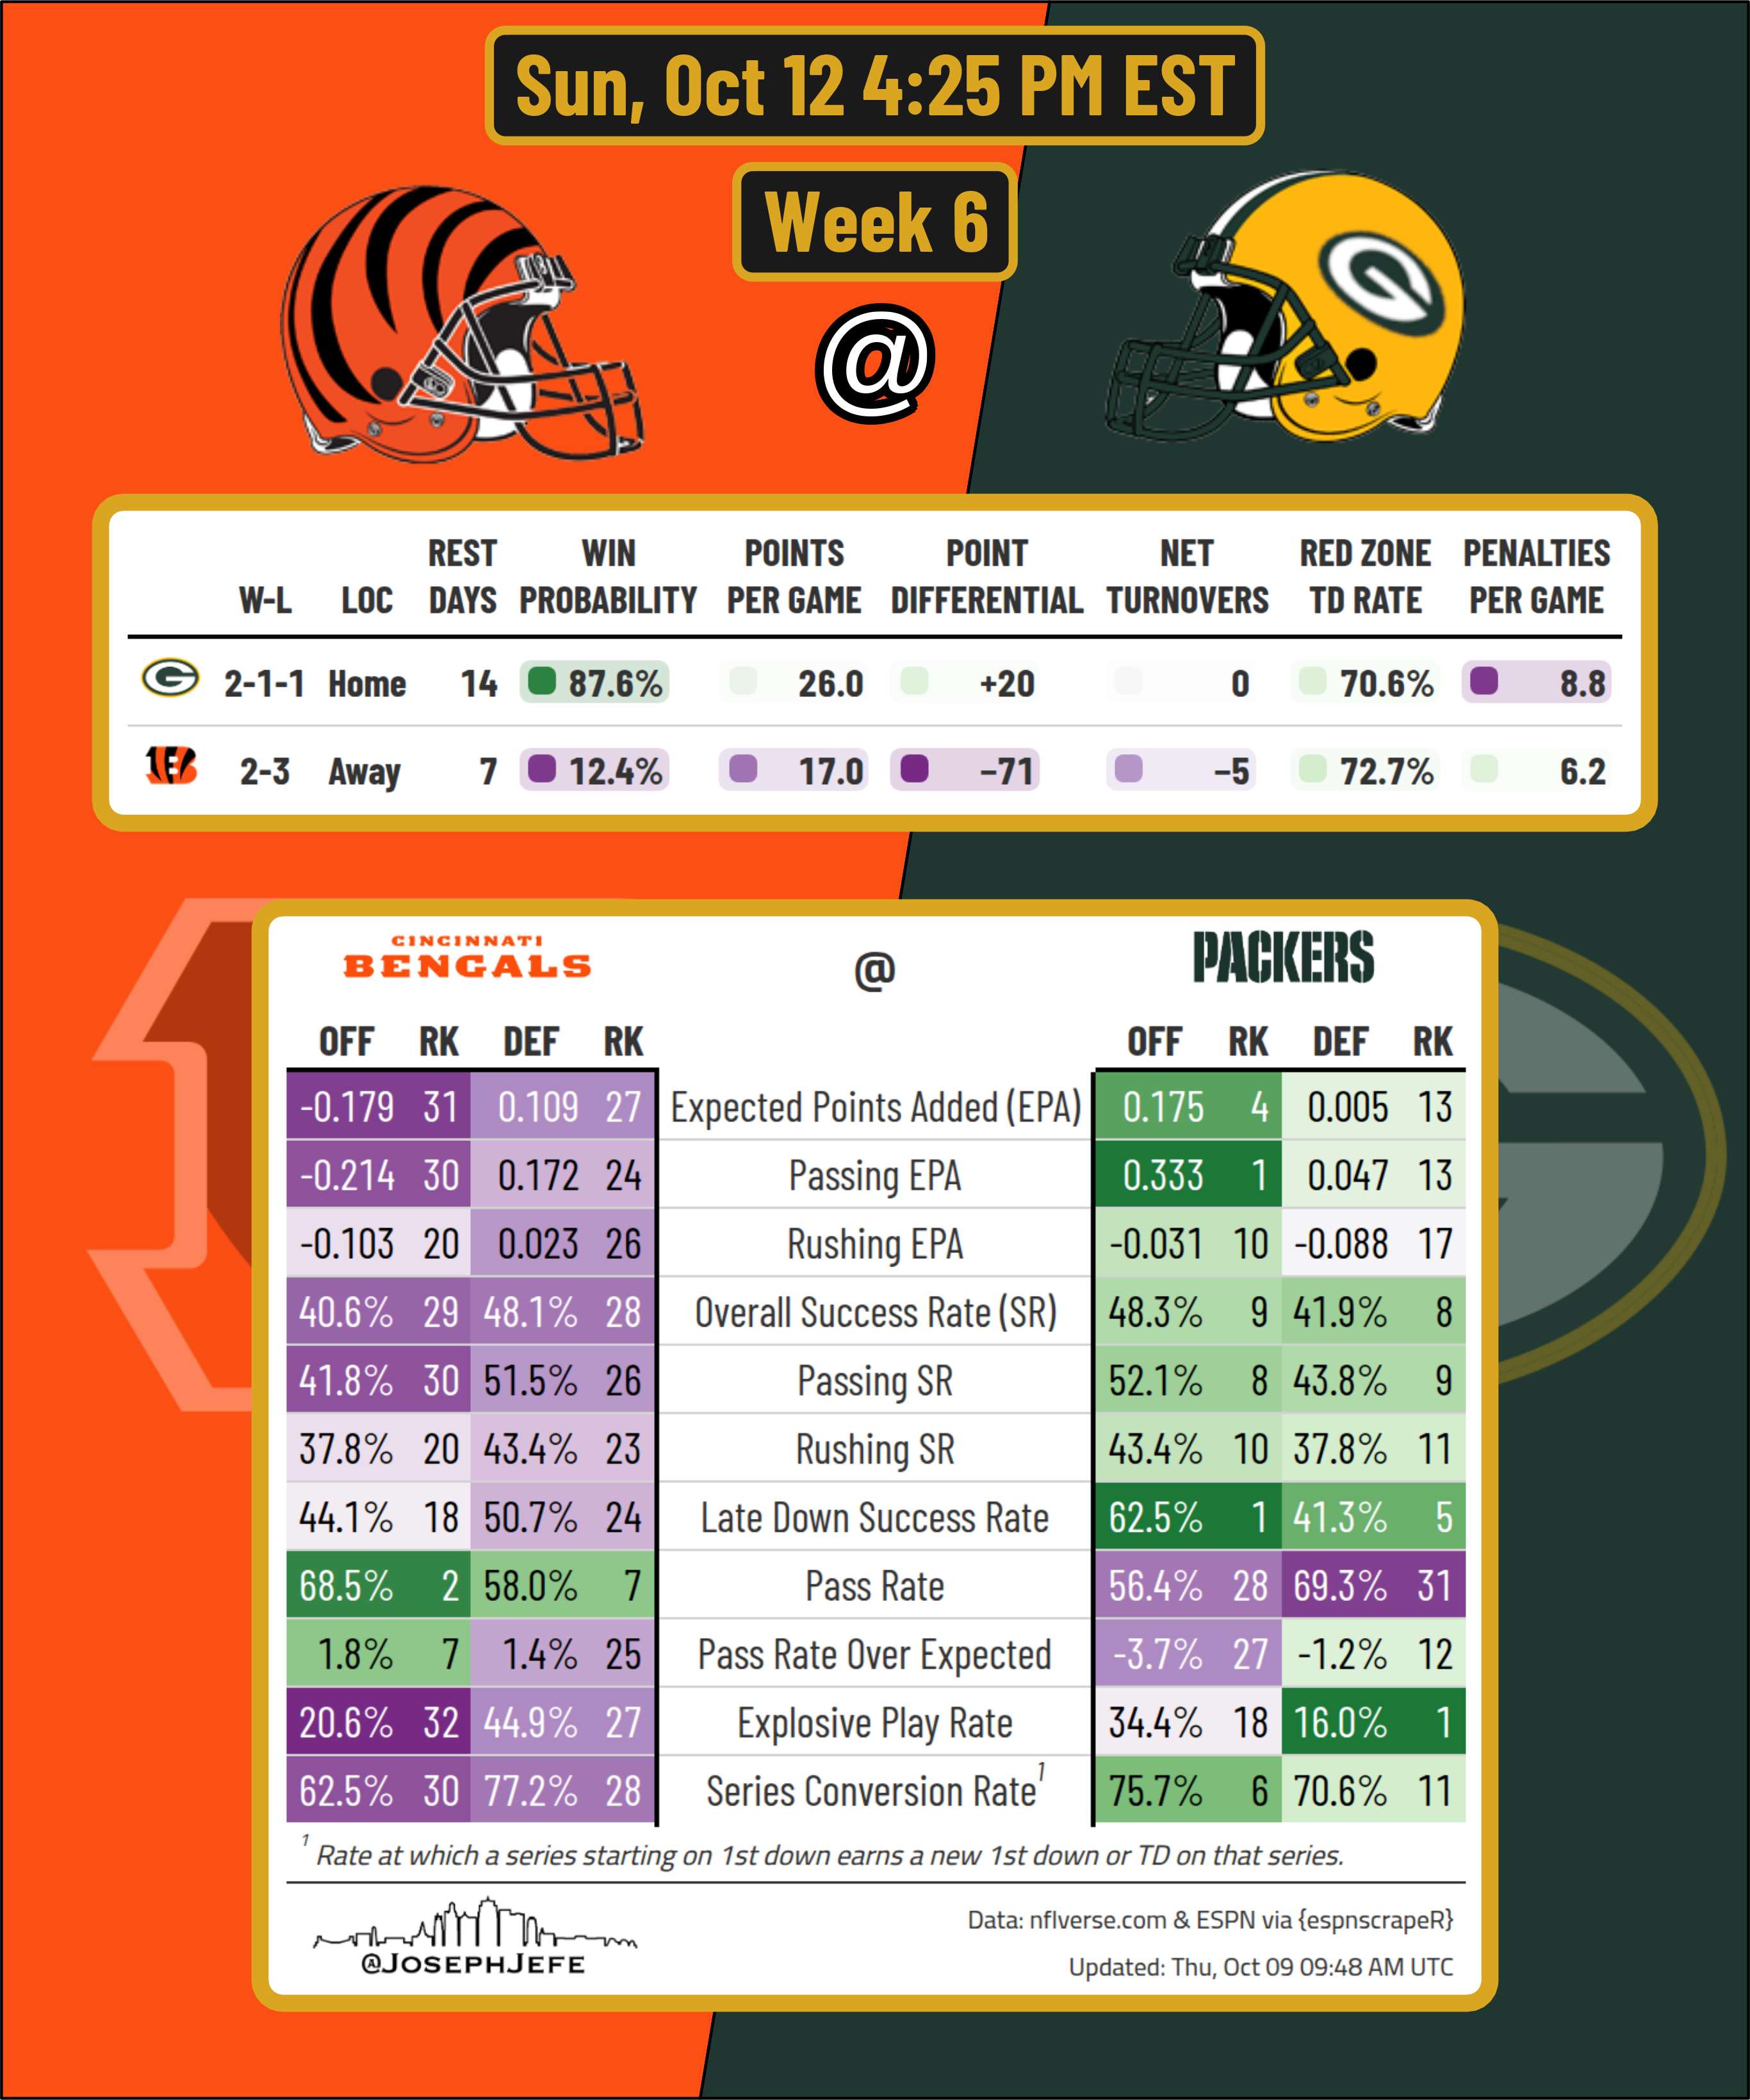 Sun, Oct 12 4:25 PM EST
Week 6
@
REST WIN POINTS POINT NET RED ZONE PENALTIES
W-L LOC DAYS PROBABILITY PER GAME DIFFERENTIAL TURNOVERS TD RATE PER GAME
G 2-1-1 Home 14 87.6% 26.0 +20 0 70.6% 8.8
B 2-3 Away 7 12.4% 17.0 −71 −5 72.7% 6.2
CINCINNATI
BENGALS @ PACKERS
OFF RK DEF RK OFF RK DEF RK
-0.179 31 0.109 27 Expected Points Added (EPA) 0.175 4 0.005 13
-0.214 30 0.172 24 Passing EPA 0.333 1 0.047 13
-0.103 20 0.023 26 Rushing EPA -0.031 10 -0.088 17
40.6% 29 48.1% 28 Overall Success Rate (SR) 48.3% 9 41.9% 8
41.8% 30 51.5% 26 Passing SR 52.1% 8 43.8% 9
37.8% 20 43.4% 23 Rushing SR 43.4% 10 37.8% 11
44.1% 18 50.7% 24 Late Down Success Rate 62.5% 1 41.3% 5
68.5% 2 58.0% 7 Pass Rate 56.4% 28 69.3% 31
1.8% 7 1.4% 25 Pass Rate Over Expected -3.7% 27 -1.2% 12
20.6% 32 44.9% 27 Explosive Play Rate 34.4% 18 16.0% 1
62.5% 30 77.2% 28 Series Conversion Rate¹ 75.7% 6 70.6% 11
¹ Rate at which a series starting on 1st down earns a new 1st down or TD on that series.
@JOSEPHJEFE
Data: nflverse.com & ESPN via {espnscrapeR}
Updated: Thu, Oct 09 09:48 AM UTC